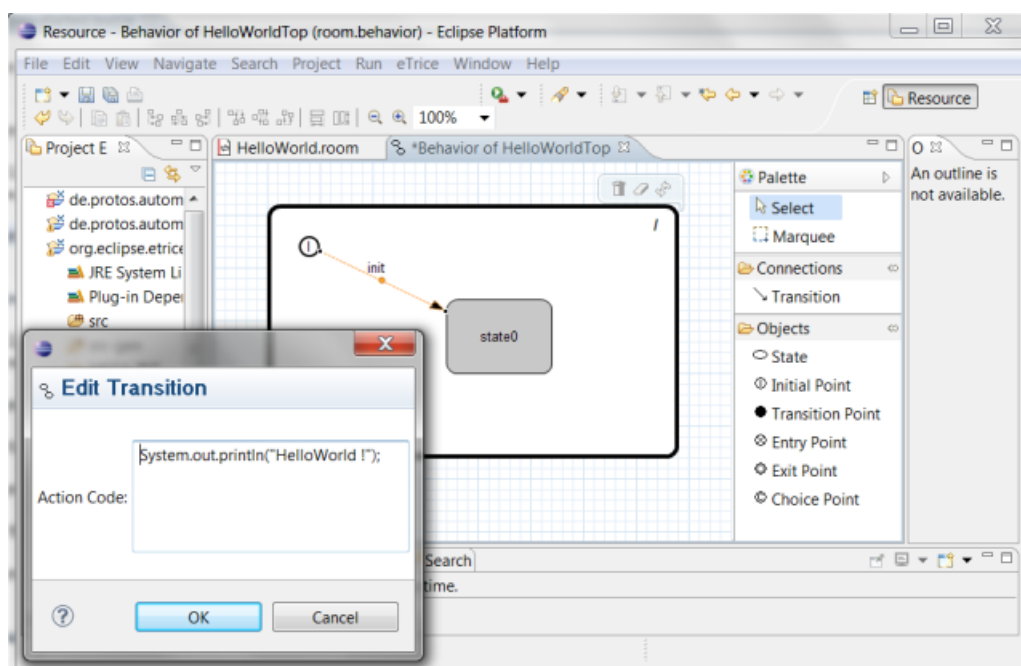 Resource - Behavior of HelloWorldTop (room.behavior) - Eclipse Platform
File Edit View Navigate Search Project Run eTrice Window Help
100%
Resource
Project E
HelloWorld.room
*Behavior of HelloWorldTop
O
de.protos.autom
de.protos.autom
org.eclipse.etrice
JRE System Li
Plug-in Depe
src
I
init
state0
/
Palette
Select
Marquee
Connections
Transition
Objects
State
Initial Point
Transition Point
Entry Point
Exit Point
Choice Point
An outline is
not available.
Edit Transition
Action Code:
System.out.println("HelloWorld !");
OK
Cancel
Search
time.